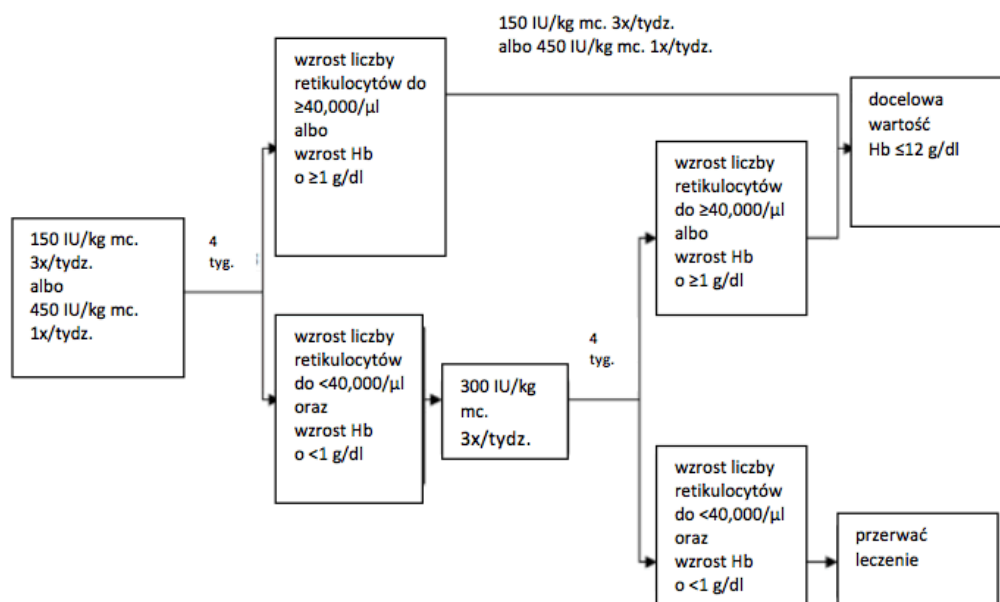 150 IU/kg mc. 3x/tydz.
albo 450 IU/kg mc. 1x/tydz.
wzrost liczby
retikulocytów do
≥40,000/μl
albo
wzrost Hb
o ≥1 g/dl
docelowa
wartość
Hb ≤12 g/dl
wzrost liczby
retikulocytów
do ≥40,000/μl
albo
wzrost Hb
o ≥1 g/dl
150 IU/kg mc.
3x/tydz.
albo
450 IU/kg mc.
1x/tydz.
4
tyg.
wzrost liczby
retikulocytów
do <40,000/μl
oraz
wzrost Hb
o <1 g/dl
300 IU/kg
mc.
3x/tydz.
4
tyg.
wzrost liczby
retikulocytów
do <40,000/μl
oraz
wzrost Hb
o <1 g/dl
przerwać
leczenie